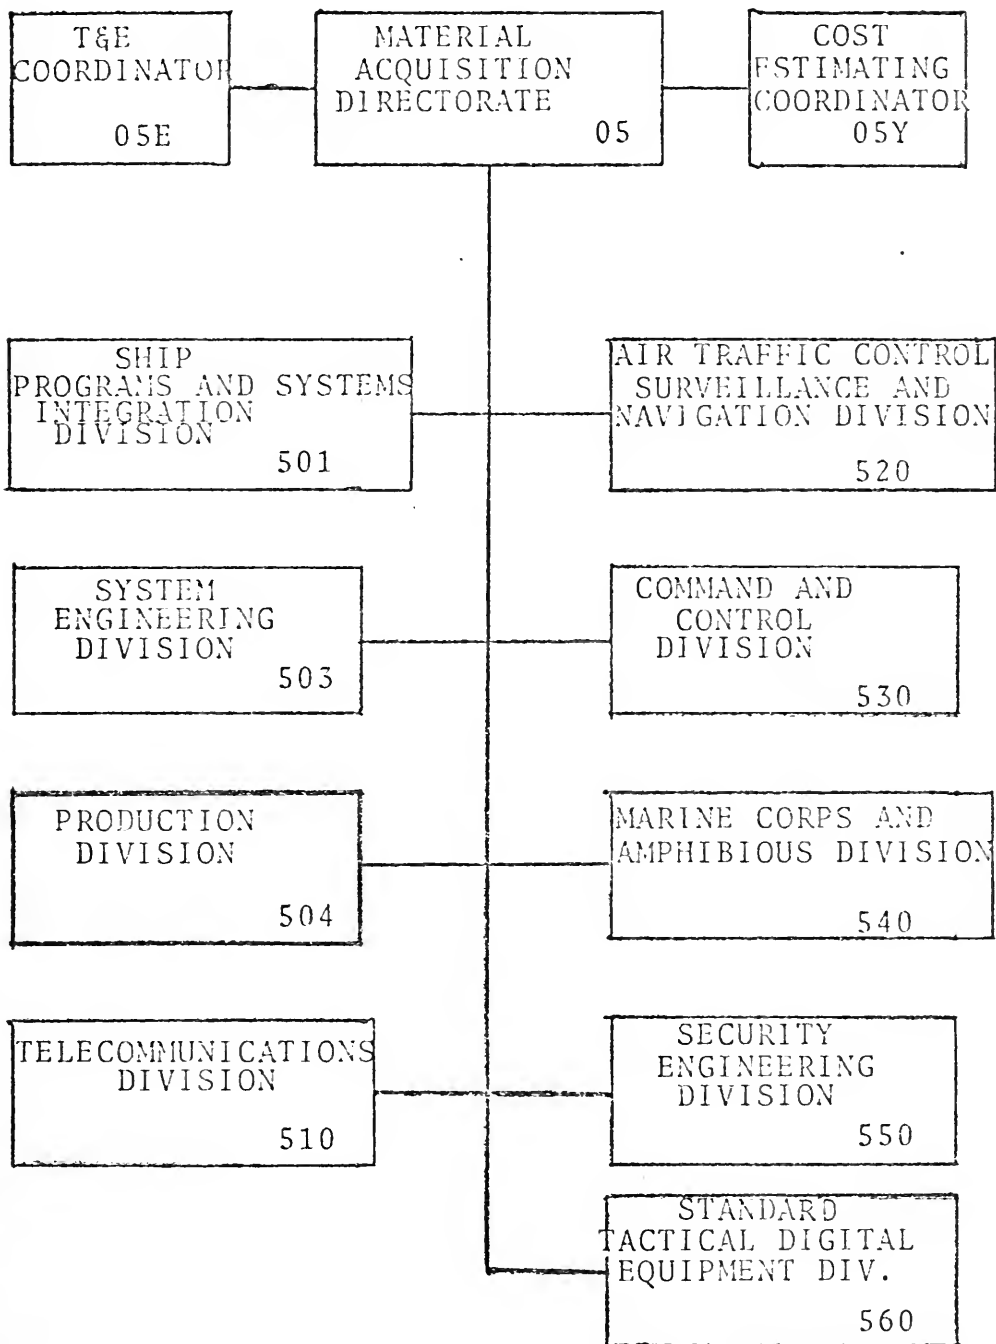 T&E
COORDINATOR
05E
MATERIAL
ACQUISITION
DIRECTORATE
05
COST
ESTIMATING
COORDINATOR
05Y
SHIP
PROGRAMS AND SYSTEMS
INTEGRATION
DIVISION
501
AIR TRAFFIC CONTROL
SURVEILLANCE AND
NAVIGATION DIVISION
520
SYSTEM
ENGINEERING
DIVISION
503
COMMAND AND
CONTROL
DIVISION
530
PRODUCTION
DIVISION
504
MARINE CORPS AND
AMPHIBIOUS DIVISION
540
TELECOMMUNICATIONS
DIVISION
510
SECURITY
ENGINEERING
DIVISION
550
STANDARD
TACTICAL DIGITAL
EQUIPMENT DIV.
560